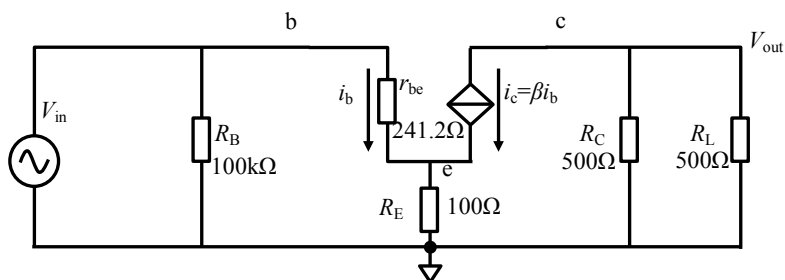 b
c
V_out
V_in
i_b
r_be
i_c=βi_b
241.2Ω
R_B
100kΩ
R_C
500Ω
R_L
500Ω
e
R_E
100Ω